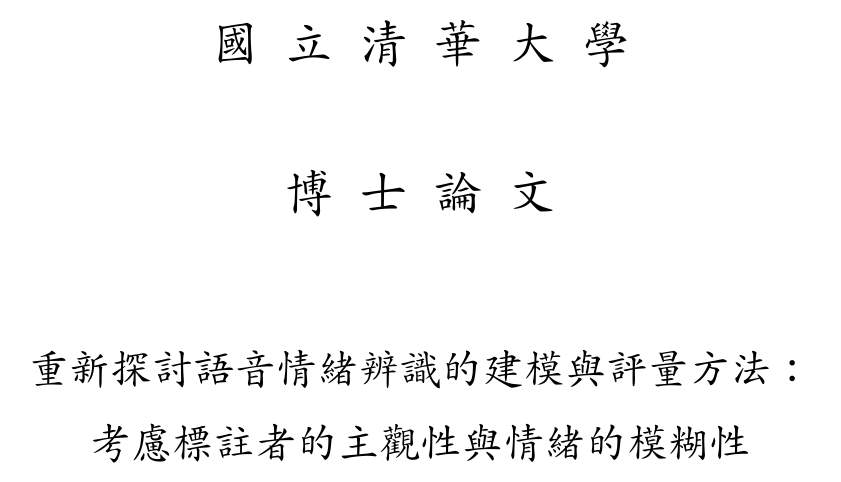 國立清華大學
博士論文
重新探討語音情緒辨識的建模與評量方法：
考慮標註者的主觀性與情緒的模糊性